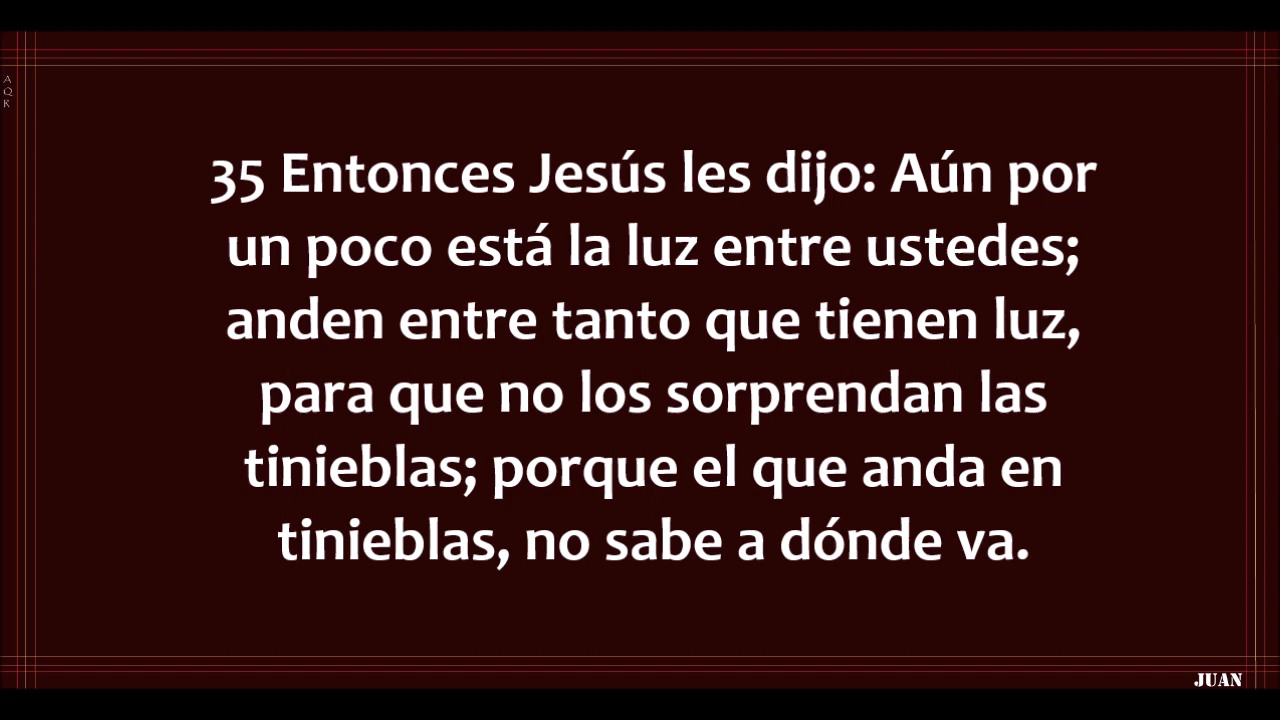 A
Q
R
35 Entonces Jesús les dijo: Aún por
un poco está la luz entre ustedes;
anden entre tanto que tienen luz,
para que no los sorprendan las
tinieblas; porque el que anda en
tinieblas, no sabe a dónde va.
JUAN